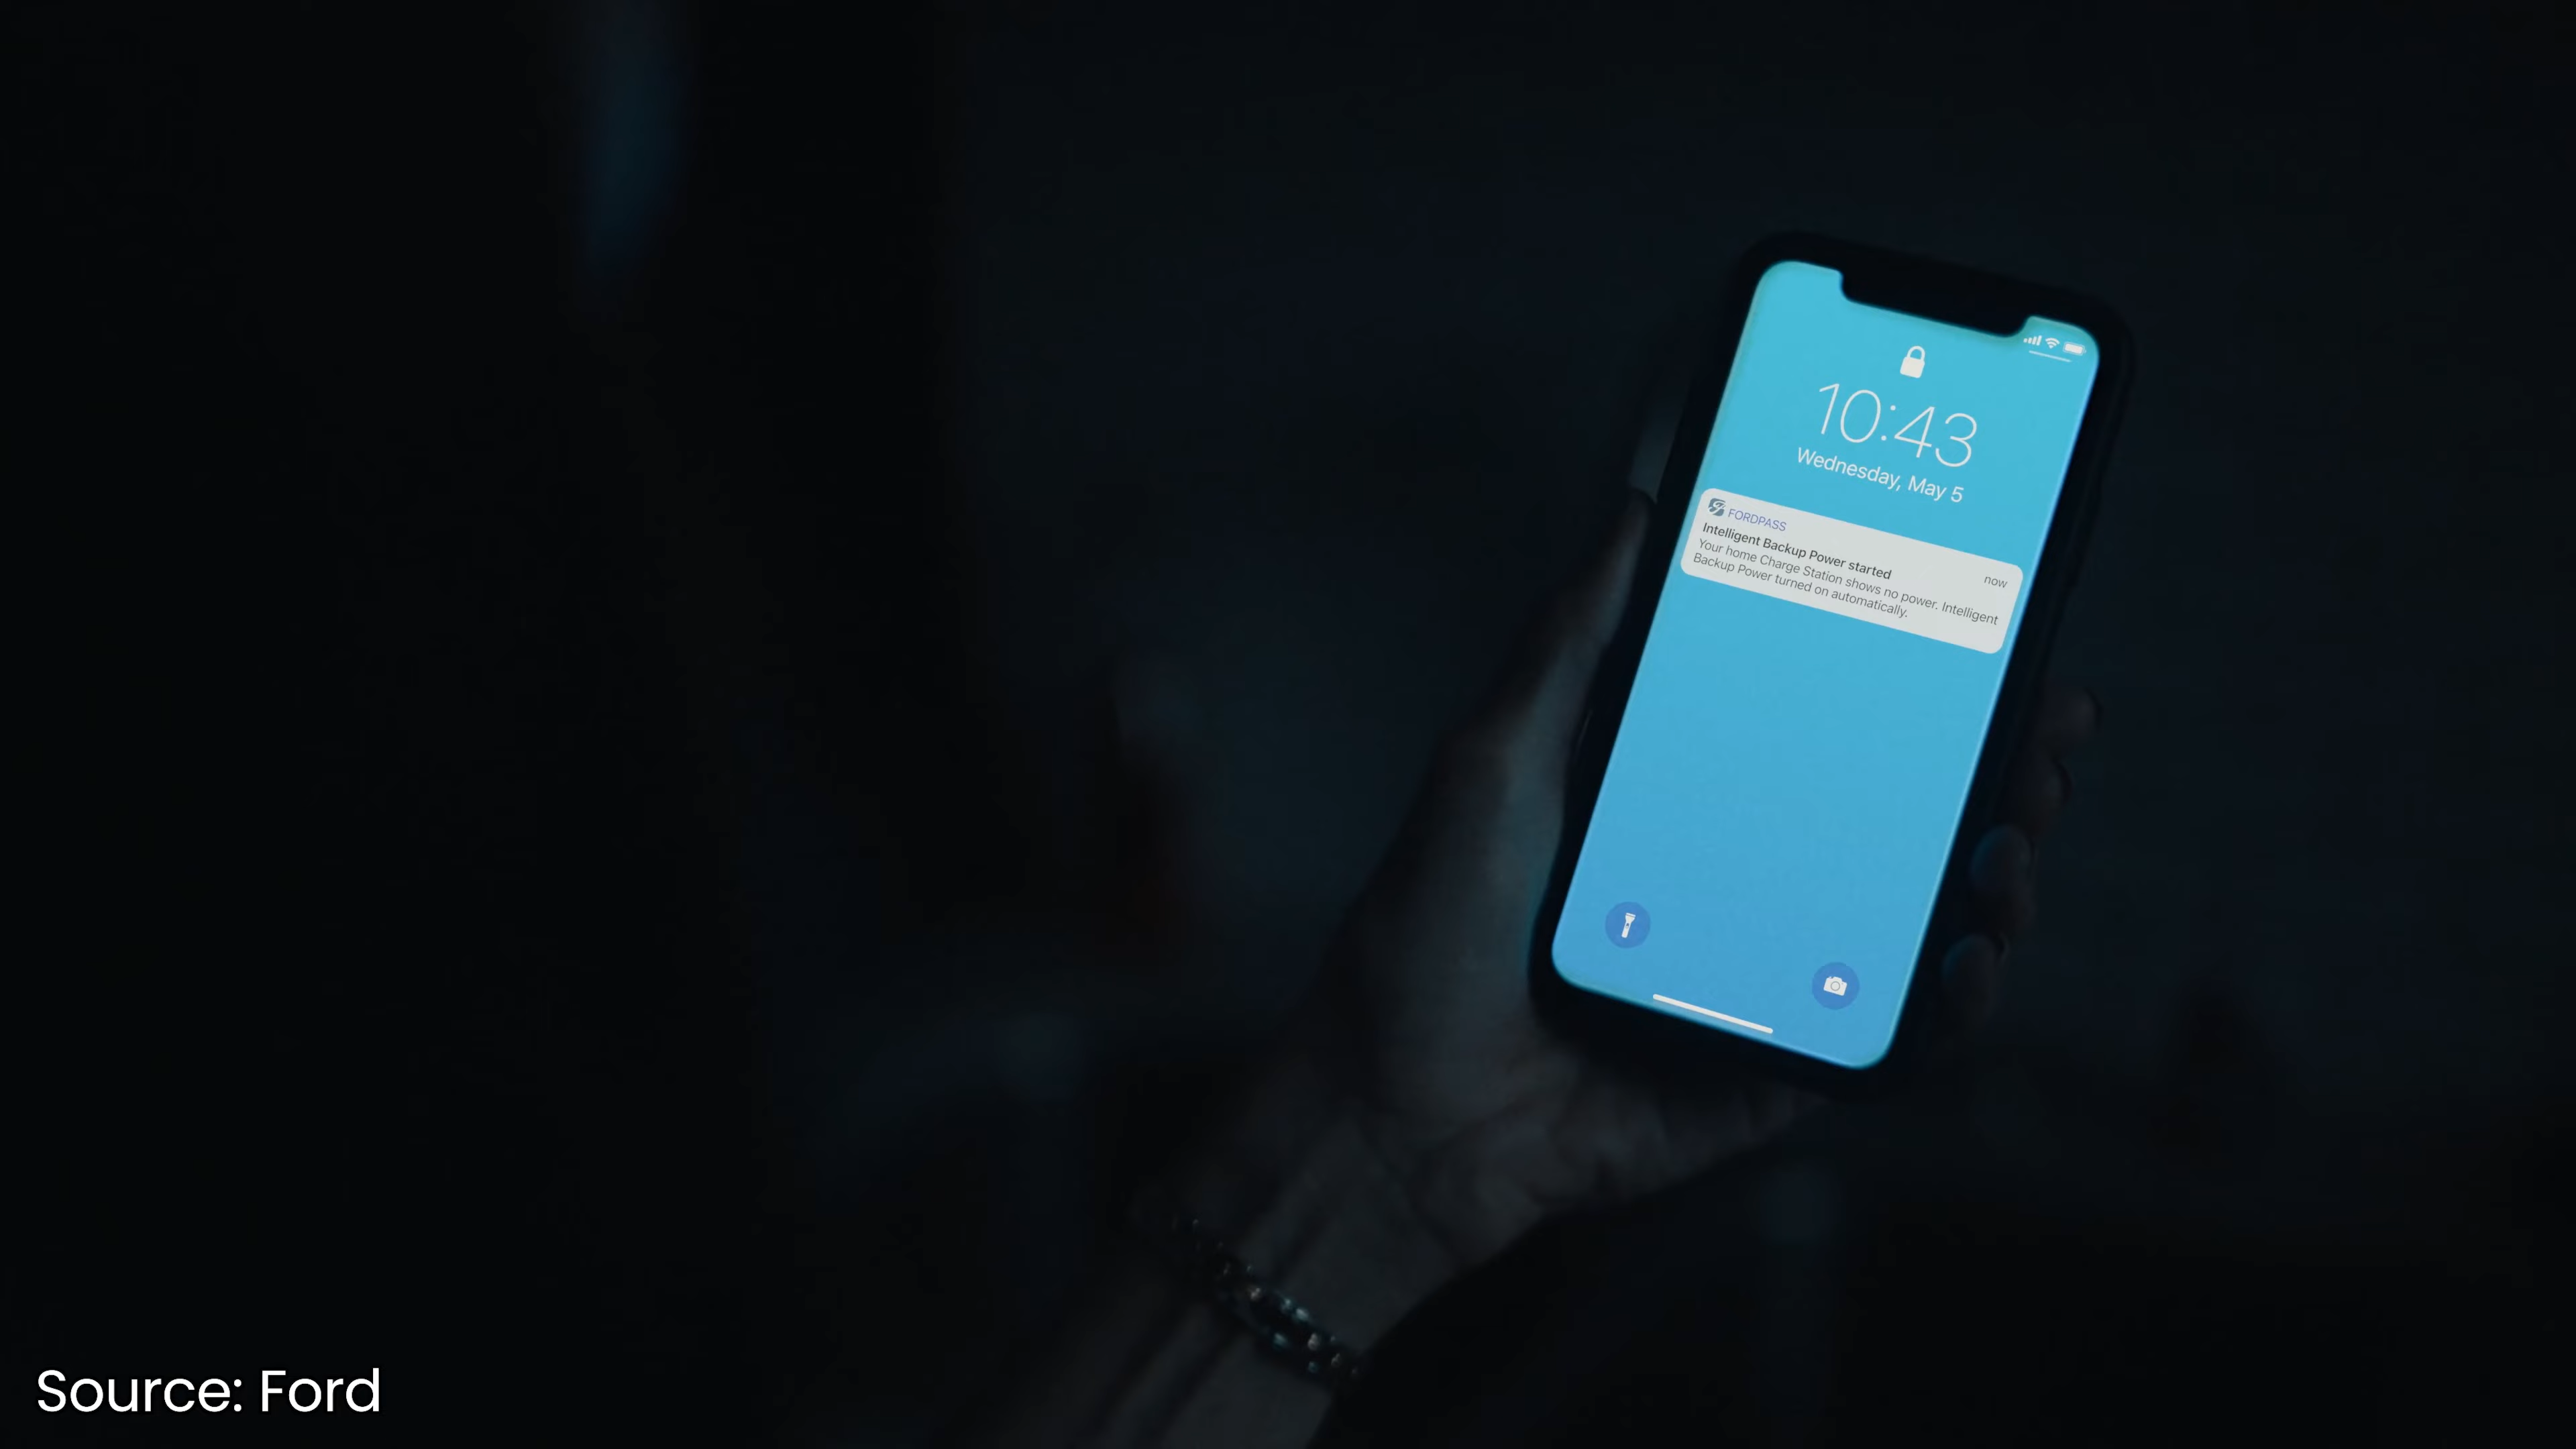 10:43
Wednesday, May 5
FORDPASS
now
Intelligent Backup Power started
Your home Charge Station shows no power. Intelligent
Backup Power turned on automatically.
Source: Ford